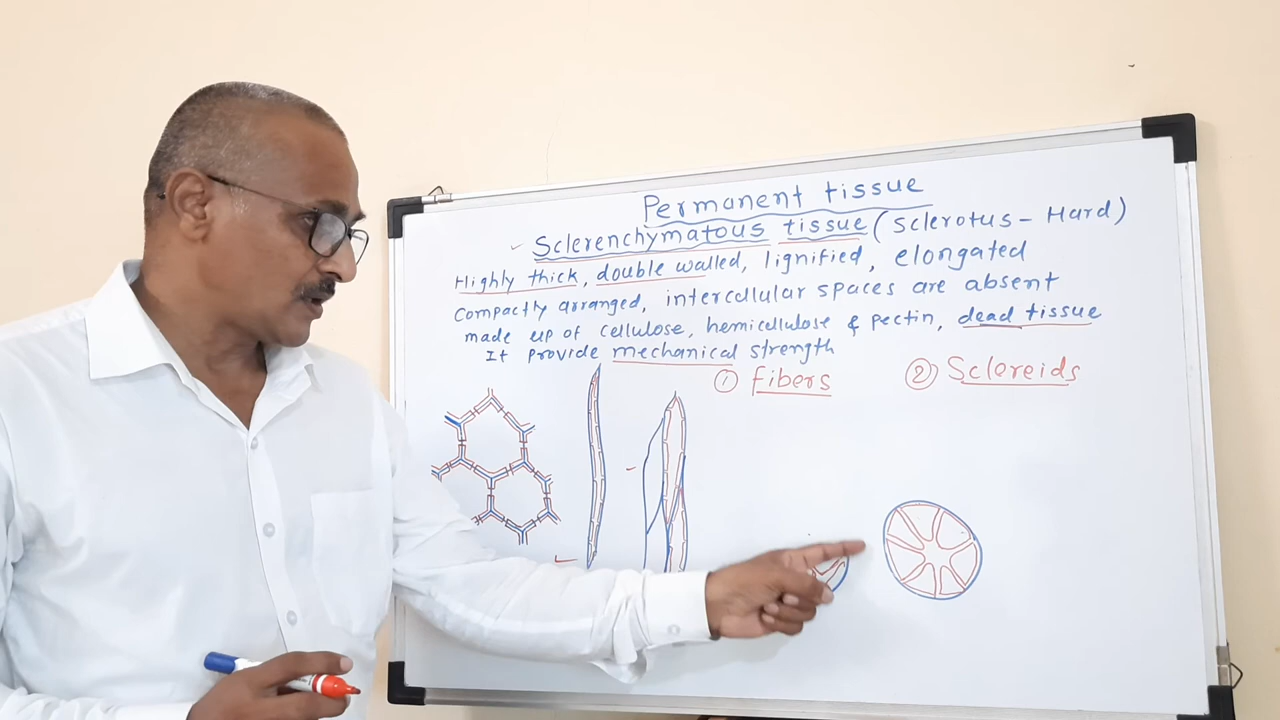 Permanent tissue
Sclerenchymatous tissue (Sclerotus - Hard)
Highly thick, double walled, lignified, elongated
Compactly arranged, intercellular spaces are absent
made up of cellulose, hemicellulose & pectin, dead tissue
It provide mechanical strength
① Fibers ② Sclereids